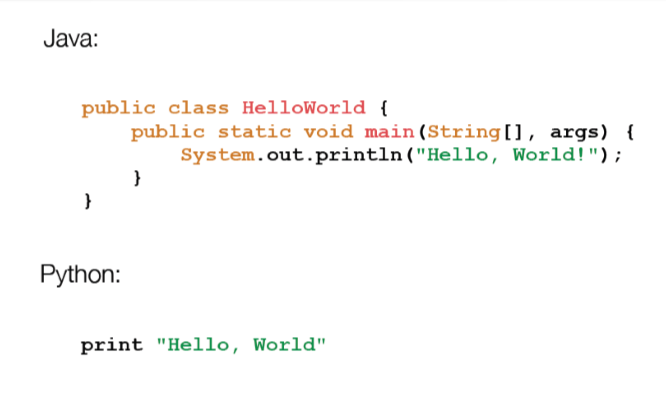 Java:
public class HelloWorld {
public static void main(String[], args) {
System.out.println("Hello, World!");
}
}
Python:
print "Hello, World"